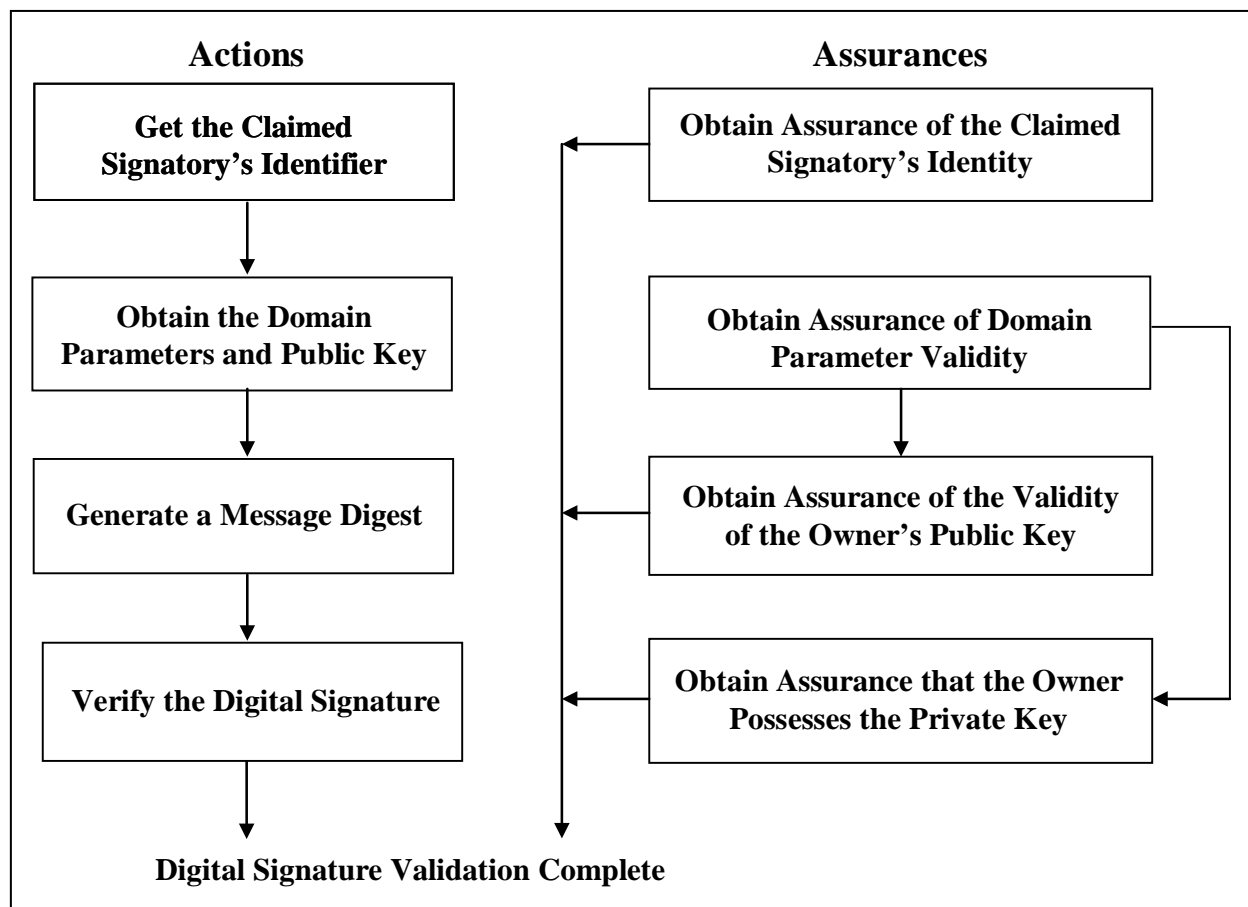 Actions
Get the Claimed
Signatory’s Identifier
Obtain the Domain
Parameters and Public Key
Generate a Message Digest
Verify the Digital Signature
Assurances
Obtain Assurance of the Claimed
Signatory’s Identity
Obtain Assurance of Domain
Parameter Validity
Obtain Assurance of the Validity
of the Owner’s Public Key
Obtain Assurance that the Owner
Possesses the Private Key
Digital Signature Validation Complete